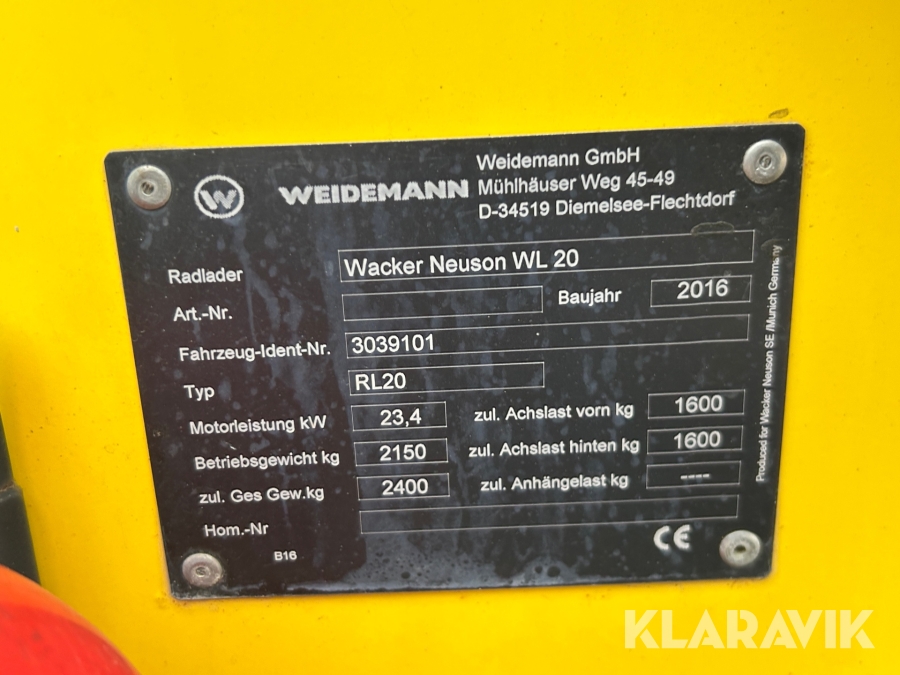 W WEIDEMANN
Weidemann GmbH
Mühlhäuser Weg 45-49
D-34519 Diemelsee-Flechtdorf
Radlader Wacker Neuson WL 20
Art.-Nr. Baujahr 2016
Fahrzeug-Ident-Nr. 3039101
Typ RL20
Motorleistung kW 23,4 zul. Achslast vorn kg 1600
Betriebsgewicht kg 2150 zul. Achslast hinten kg 1600
zul. Ges Gew.kg 2400 zul. Anhängelast kg ----
Hom.-Nr
B16 CE
Produced for Wacker Neuson SE /Munich Germany
KLARAVIK